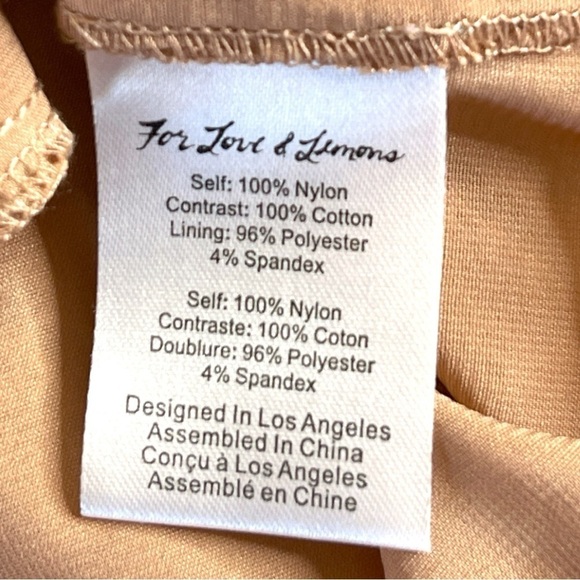 For Love & Lemons
Self: 100% Nylon
Contrast: 100% Cotton
Lining: 96% Polyester
4% Spandex
Self: 100% Nylon
Contraste: 100% Coton
Doublure: 96% Polyester
4% Spandex
Designed In Los Angeles
Assembled In China
Conçu à Los Angeles
Assemblé en Chine